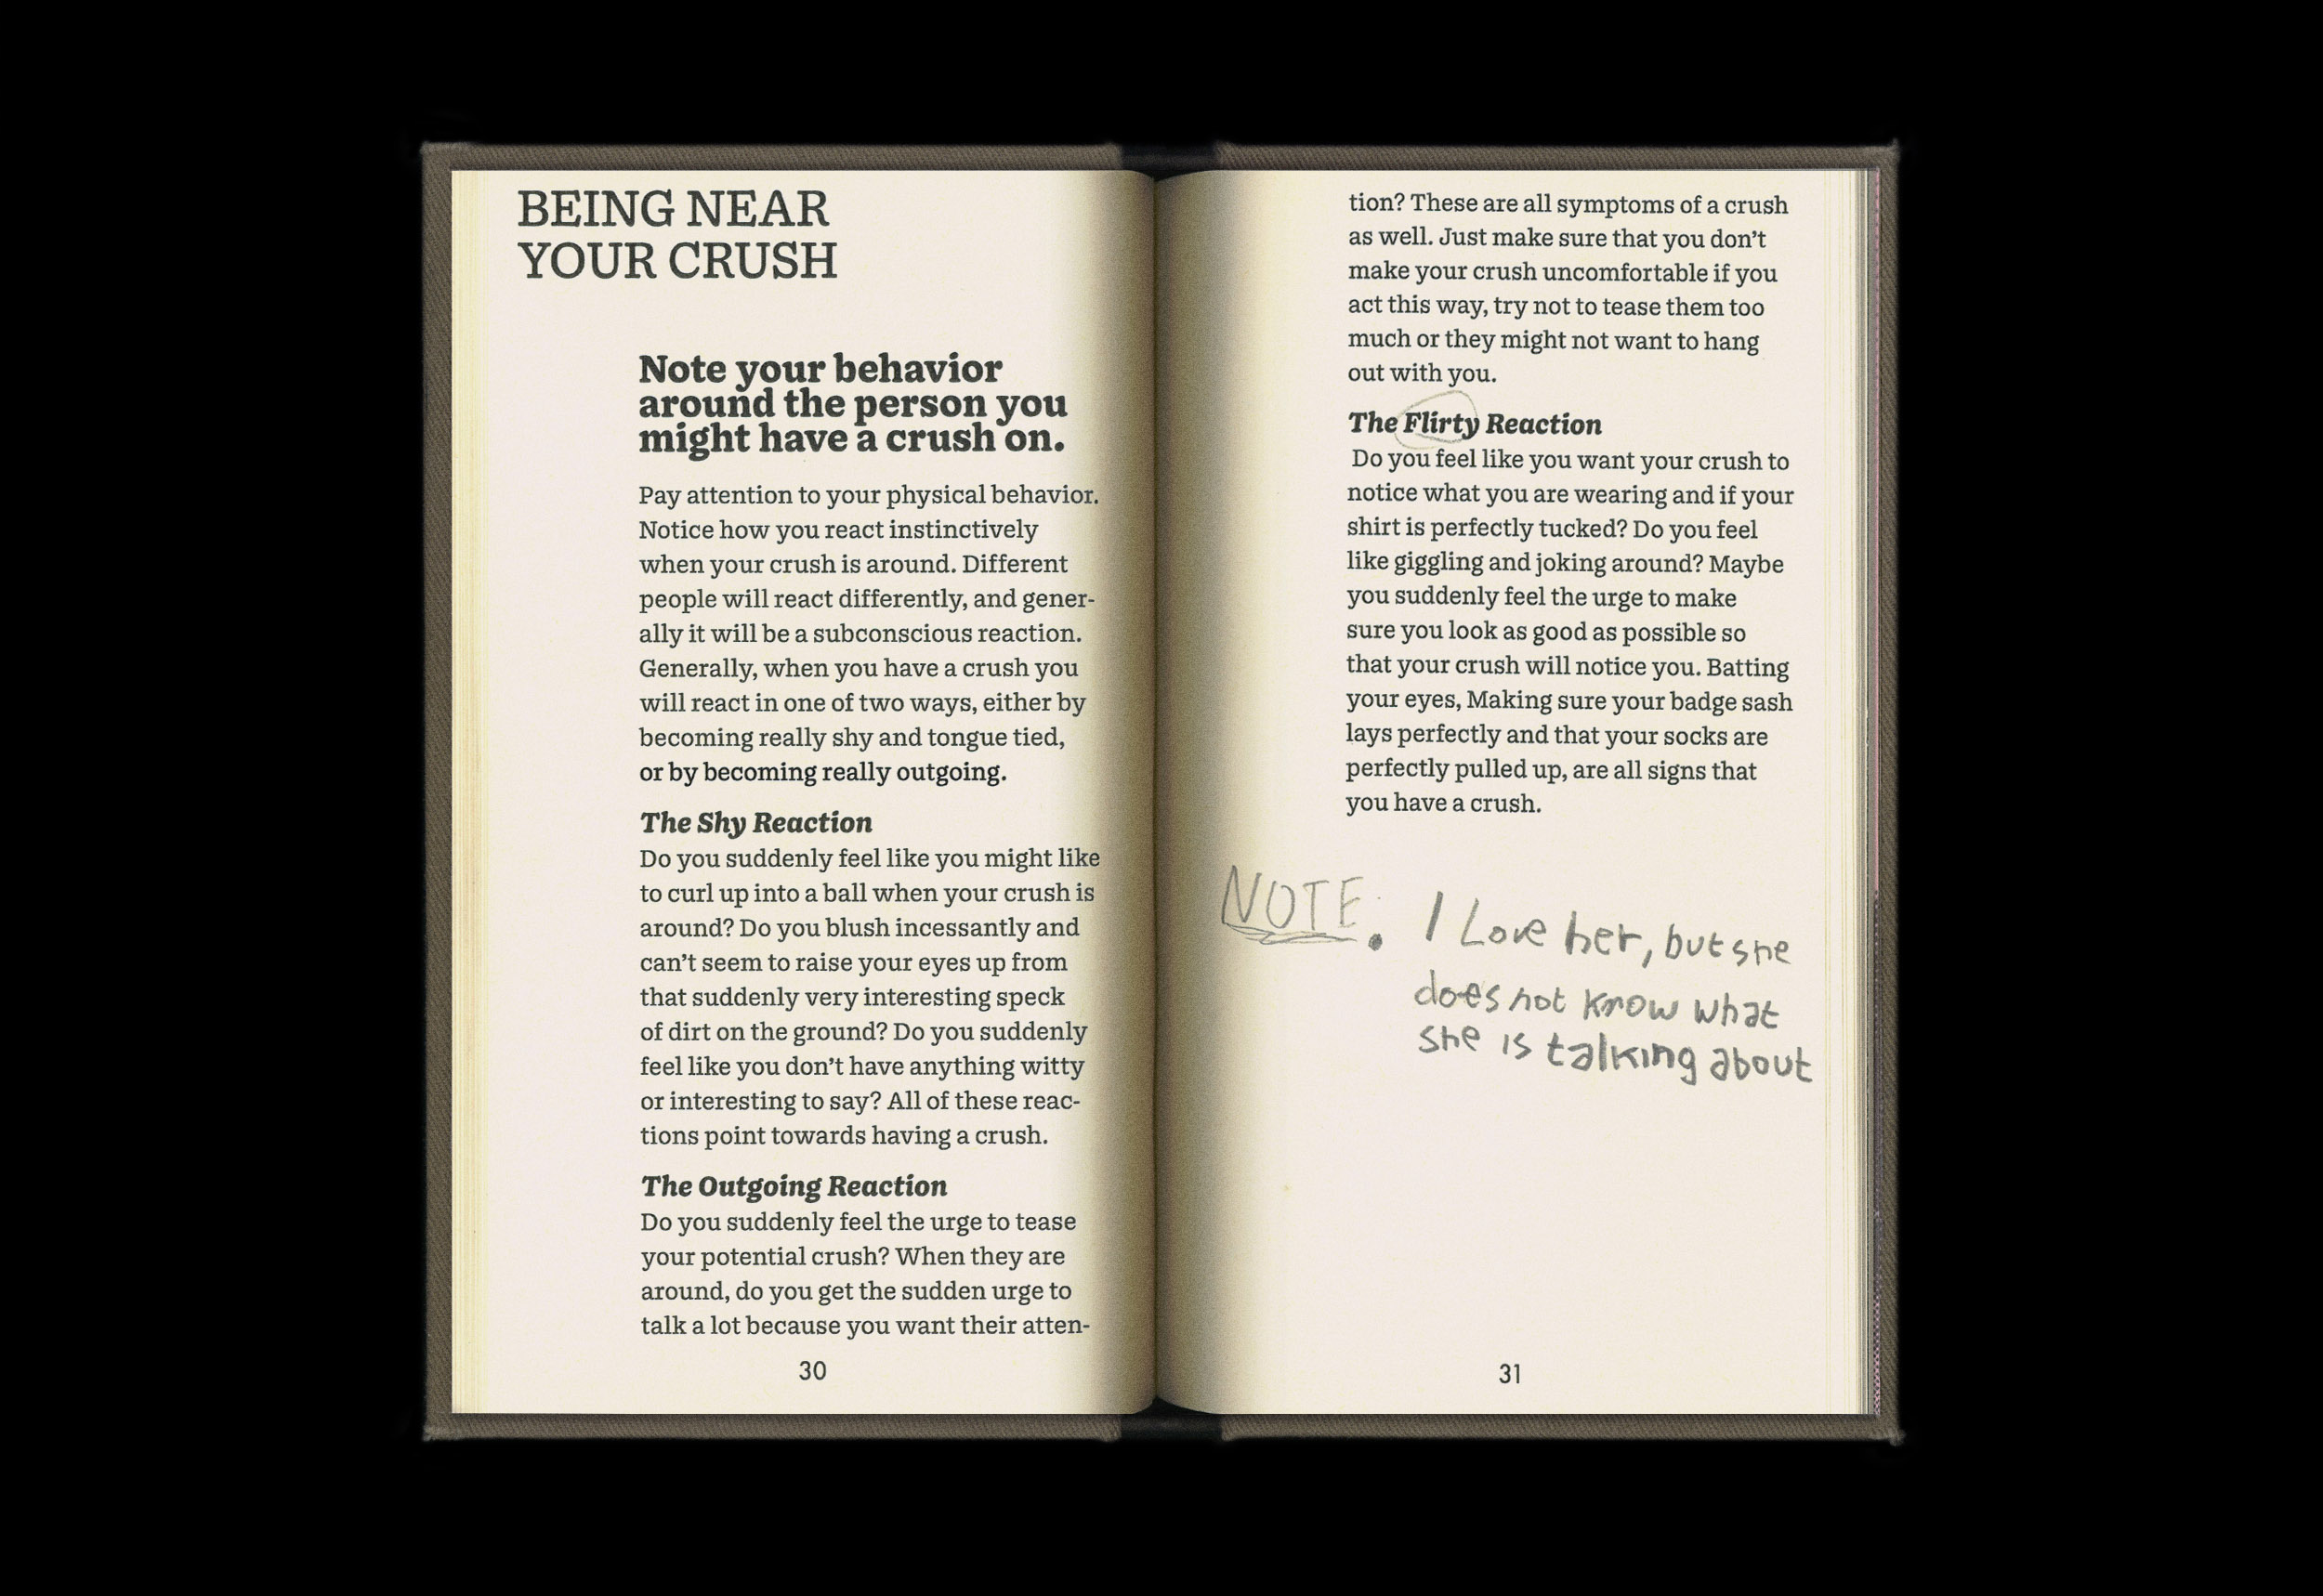 BEING NEAR
YOUR CRUSH
Note your behavior
around the person you
might have a crush on.
Pay attention to your physical behavior.
Notice how you react instinctively
when your crush is around. Different
people will react differently, and gener-
ally it will be a subconscious reaction.
Generally, when you have a crush you
will react in one of two ways, either by
becoming really shy and tongue tied,
or by becoming really outgoing.
The Shy Reaction
Do you suddenly feel like you might like
to curl up into a ball when your crush is
around? Do you blush incessantly and
can't seem to raise your eyes up from
that suddenly very interesting speck
of dirt on the ground? Do you suddenly
feel like you don't have anything witty
or interesting to say? All of these reac-
tions point towards having a crush.
The Outgoing Reaction
Do you suddenly feel the urge to tease
your potential crush? When they are
around, do you get the sudden urge to
talk a lot because you want their atten-
30
tion? These are all symptoms of a crush
as well. Just make sure that you don't
make your crush uncomfortable if you
act this way, try not to tease them too
much or they might not want to hang
out with you.
The Flirty Reaction
Do you feel like you want your crush to
notice what you are wearing and if your
shirt is perfectly tucked? Do you feel
like giggling and joking around? Maybe
you suddenly feel the urge to make
sure you look as good as possible so
that your crush will notice you. Batting
your eyes, Making sure your badge sash
lays perfectly and that your socks are
perfectly pulled up, are all signs that
you have a crush.
NOTE: I Love her, but she
does not know what
she is talking about
31